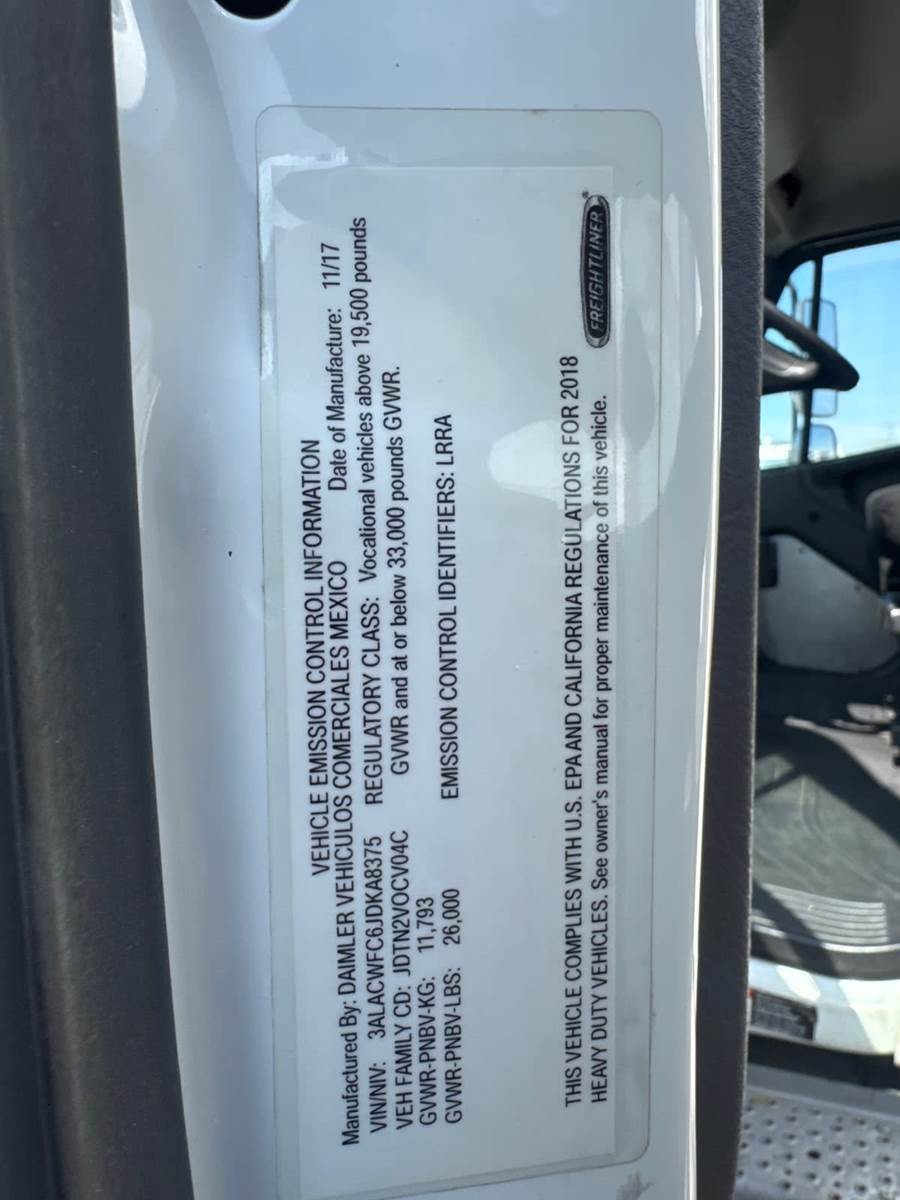 VEHICLE EMISSION CONTROL INFORMATION
Manufactured By: DAIMLER VEHICULOS COMERCIALES MEXICO Date of Manufacture: 11/17
VIN/NIV: 3ALACWFC6JDKA8375 REGULATORY CLASS: Vocational vehicles above 19,500 pounds
VEH FAMILY CD: JDTN2VOCV04C GVWR and at or below 33,000 pounds GVWR.
GVWR-PNBV-KG: 11,793
GVWR-PNBV-LBS: 26,000 EMISSION CONTROL IDENTIFIERS: LRRA
THIS VEHICLE COMPLIES WITH U.S. EPA AND CALIFORNIA REGULATIONS FOR 2018
HEAVY DUTY VEHICLES. See owner's manual for proper maintenance of this vehicle.
FREIGHTLINER®